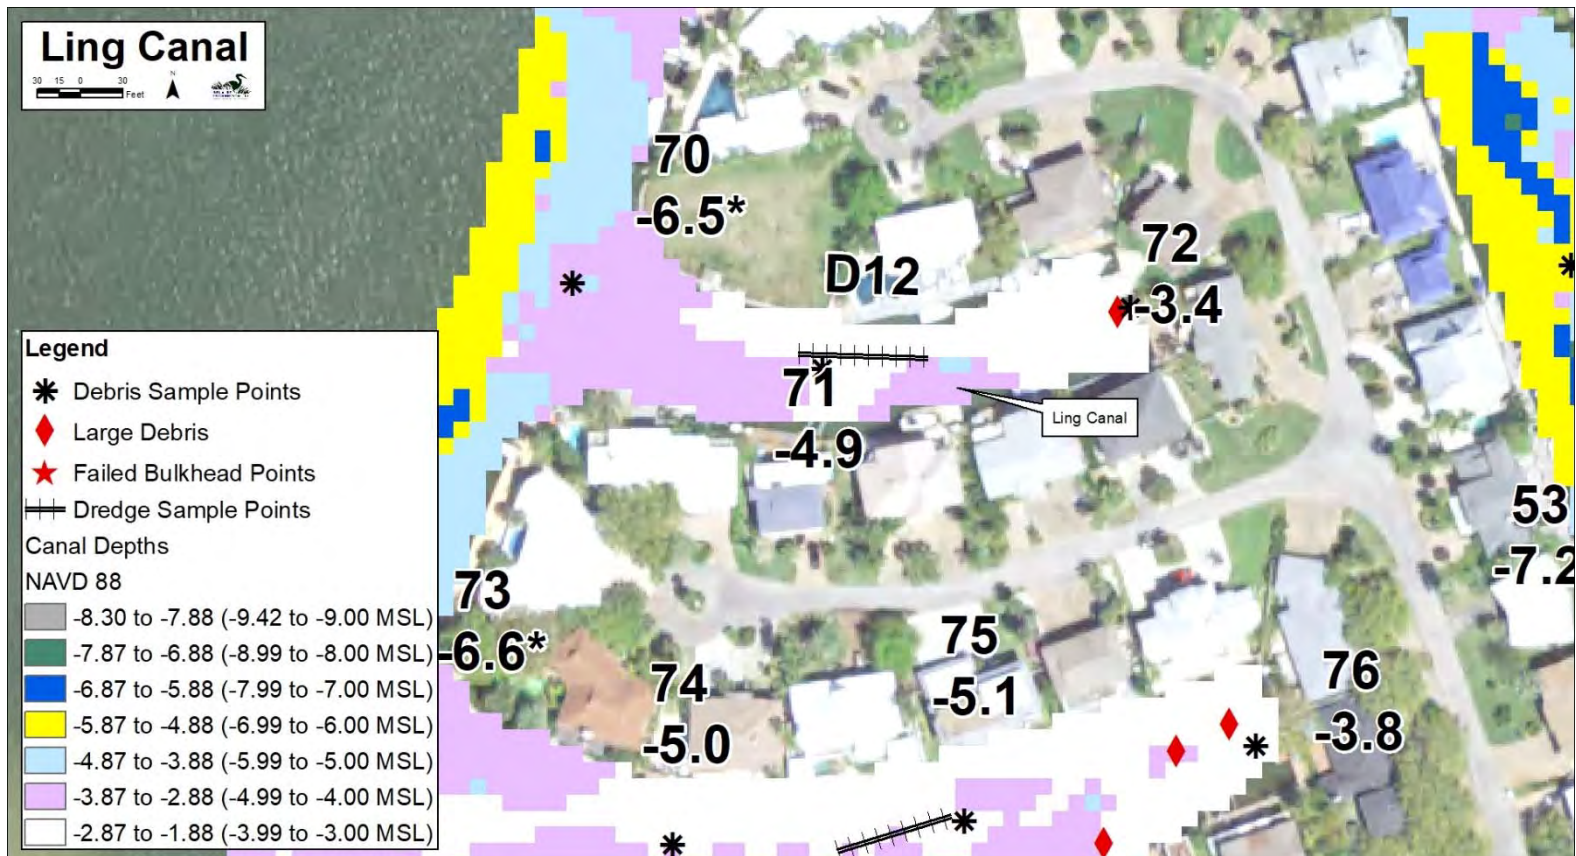 Ling Canal
30 15 0 30
Feet
N
70
-6.5*
D12
72
-3.4
71
-4.9
Ling Canal
53
-7.2
73
-6.6*
74
-5.0
75
-5.1
76
-3.8
Legend
Debris Sample Points
Large Debris
Failed Bulkhead Points
Dredge Sample Points
Canal Depths
NAVD 88
-8.30 to -7.88 (-9.42 to -9.00 MSL)
-7.87 to -6.88 (-8.99 to -8.00 MSL)
-6.87 to -5.88 (-7.99 to -7.00 MSL)
-5.87 to -4.88 (-6.99 to -6.00 MSL)
-4.87 to -3.88 (-5.99 to -5.00 MSL)
-3.87 to -2.88 (-4.99 to -4.00 MSL)
-2.87 to -1.88 (-3.99 to -3.00 MSL)